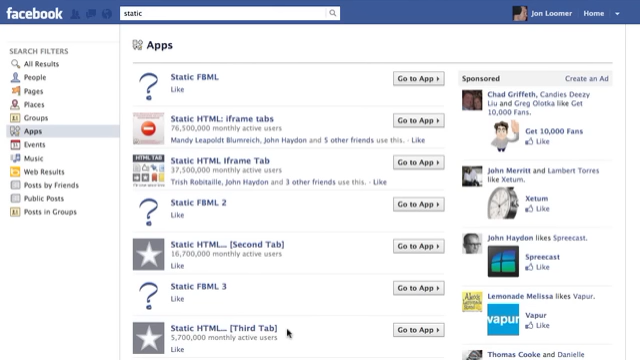 facebook
static
Jon Loomer
Home
SEARCH FILTERS
All Results
People
Pages
Places
Groups
Apps
Events
Music
Web Results
Posts by Friends
Public Posts
Posts in Groups
Apps
Static FBML
Like
Go to App
Static HTML: iframe tabs
76,500,000 monthly active users
Mandy Leapaldt Blumreich, John Haydon and 5 other friends use this. · Like
Go to App
HTML TAB
Static HTML Iframe Tab
37,500,000 monthly active users
Trish Robitaille, John Haydon and 3 other friends use this. · Like
Go to App
Static FBML 2
Like
Go to App
Static HTML... [Second Tab]
16,700,000 monthly active users
Like
Go to App
Static FBML 3
Like
Go to App
Static HTML... [Third Tab]
5,700,000 monthly active users
Like
Go to App
Sponsored
Create an Ad
Chad Griffeth, Candies Deezy
Liu and Greg Olotka like Get
10,000 Fans.
Get 10,000 Fans
Like
John Merritt and Lambert Torres
like Xetum.
Xetum
Like
John Haydon likes Spreecast.
Spreecast
Like
Lemonade Melissa likes Vapur.
vapur
Vapur
Like
Thomas Cooke and Danielle